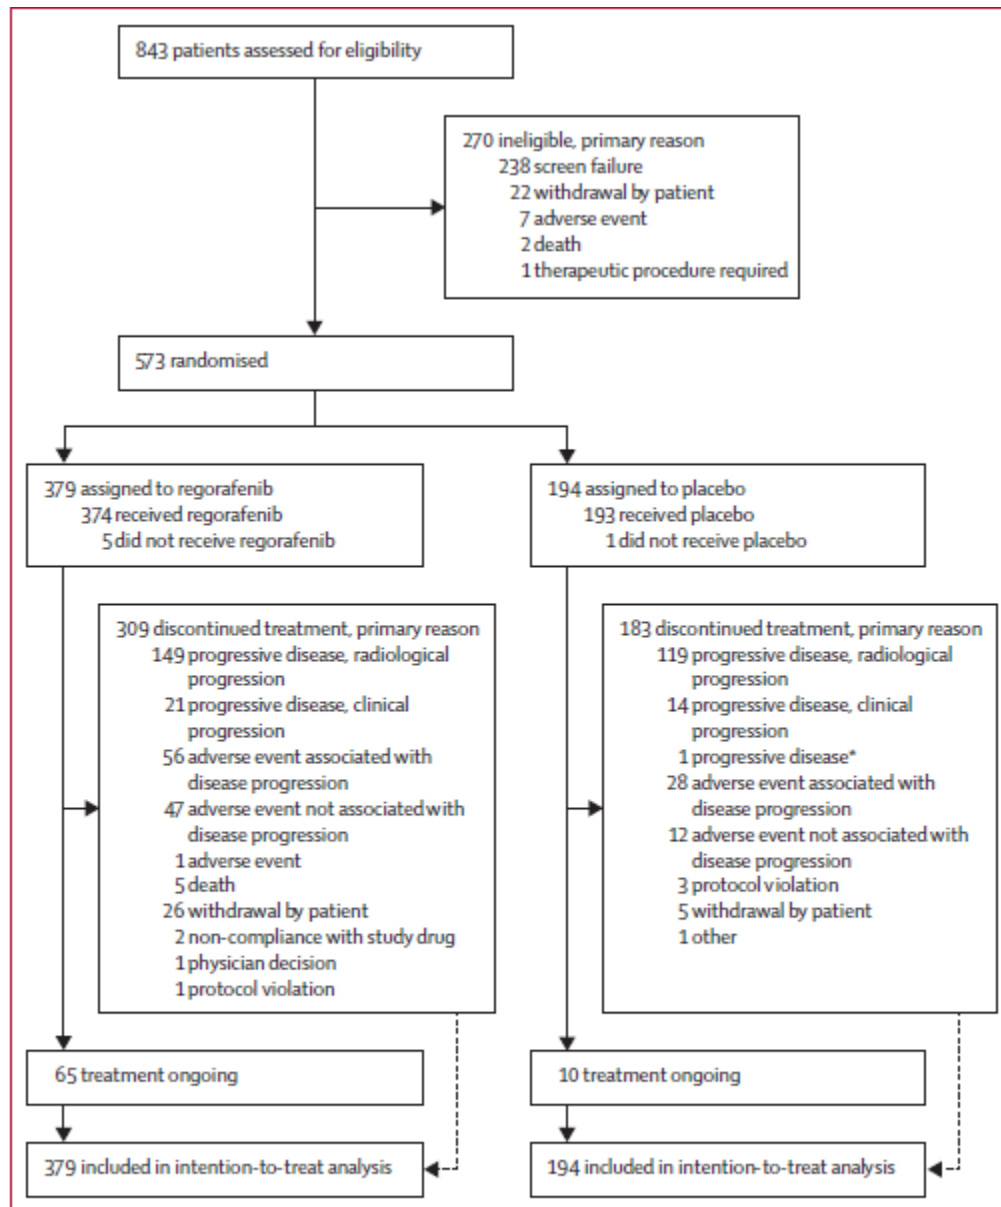 843 patients assessed for eligibility
270 ineligible, primary reason
238 screen failure
22 withdrawal by patient
7 adverse event
2 death
1 therapeutic procedure required
573 randomised
379 assigned to regorafenib
374 received regorafenib
5 did not receive regorafenib
194 assigned to placebo
193 received placebo
1 did not receive placebo
309 discontinued treatment, primary reason
149 progressive disease, radiological
progression
21 progressive disease, clinical
progression
56 adverse event associated with
disease progression
47 adverse event not associated with
disease progression
1 adverse event
5 death
26 withdrawal by patient
2 non-compliance with study drug
1 physician decision
1 protocol violation
183 discontinued treatment, primary reason
119 progressive disease, radiological
progression
14 progressive disease, clinical
progression
1 progressive disease*
28 adverse event associated with
disease progression
12 adverse event not associated with
disease progression
3 protocol violation
5 withdrawal by patient
1 other
65 treatment ongoing
10 treatment ongoing
379 included in intention-to-treat analysis
194 included in intention-to-treat analysis